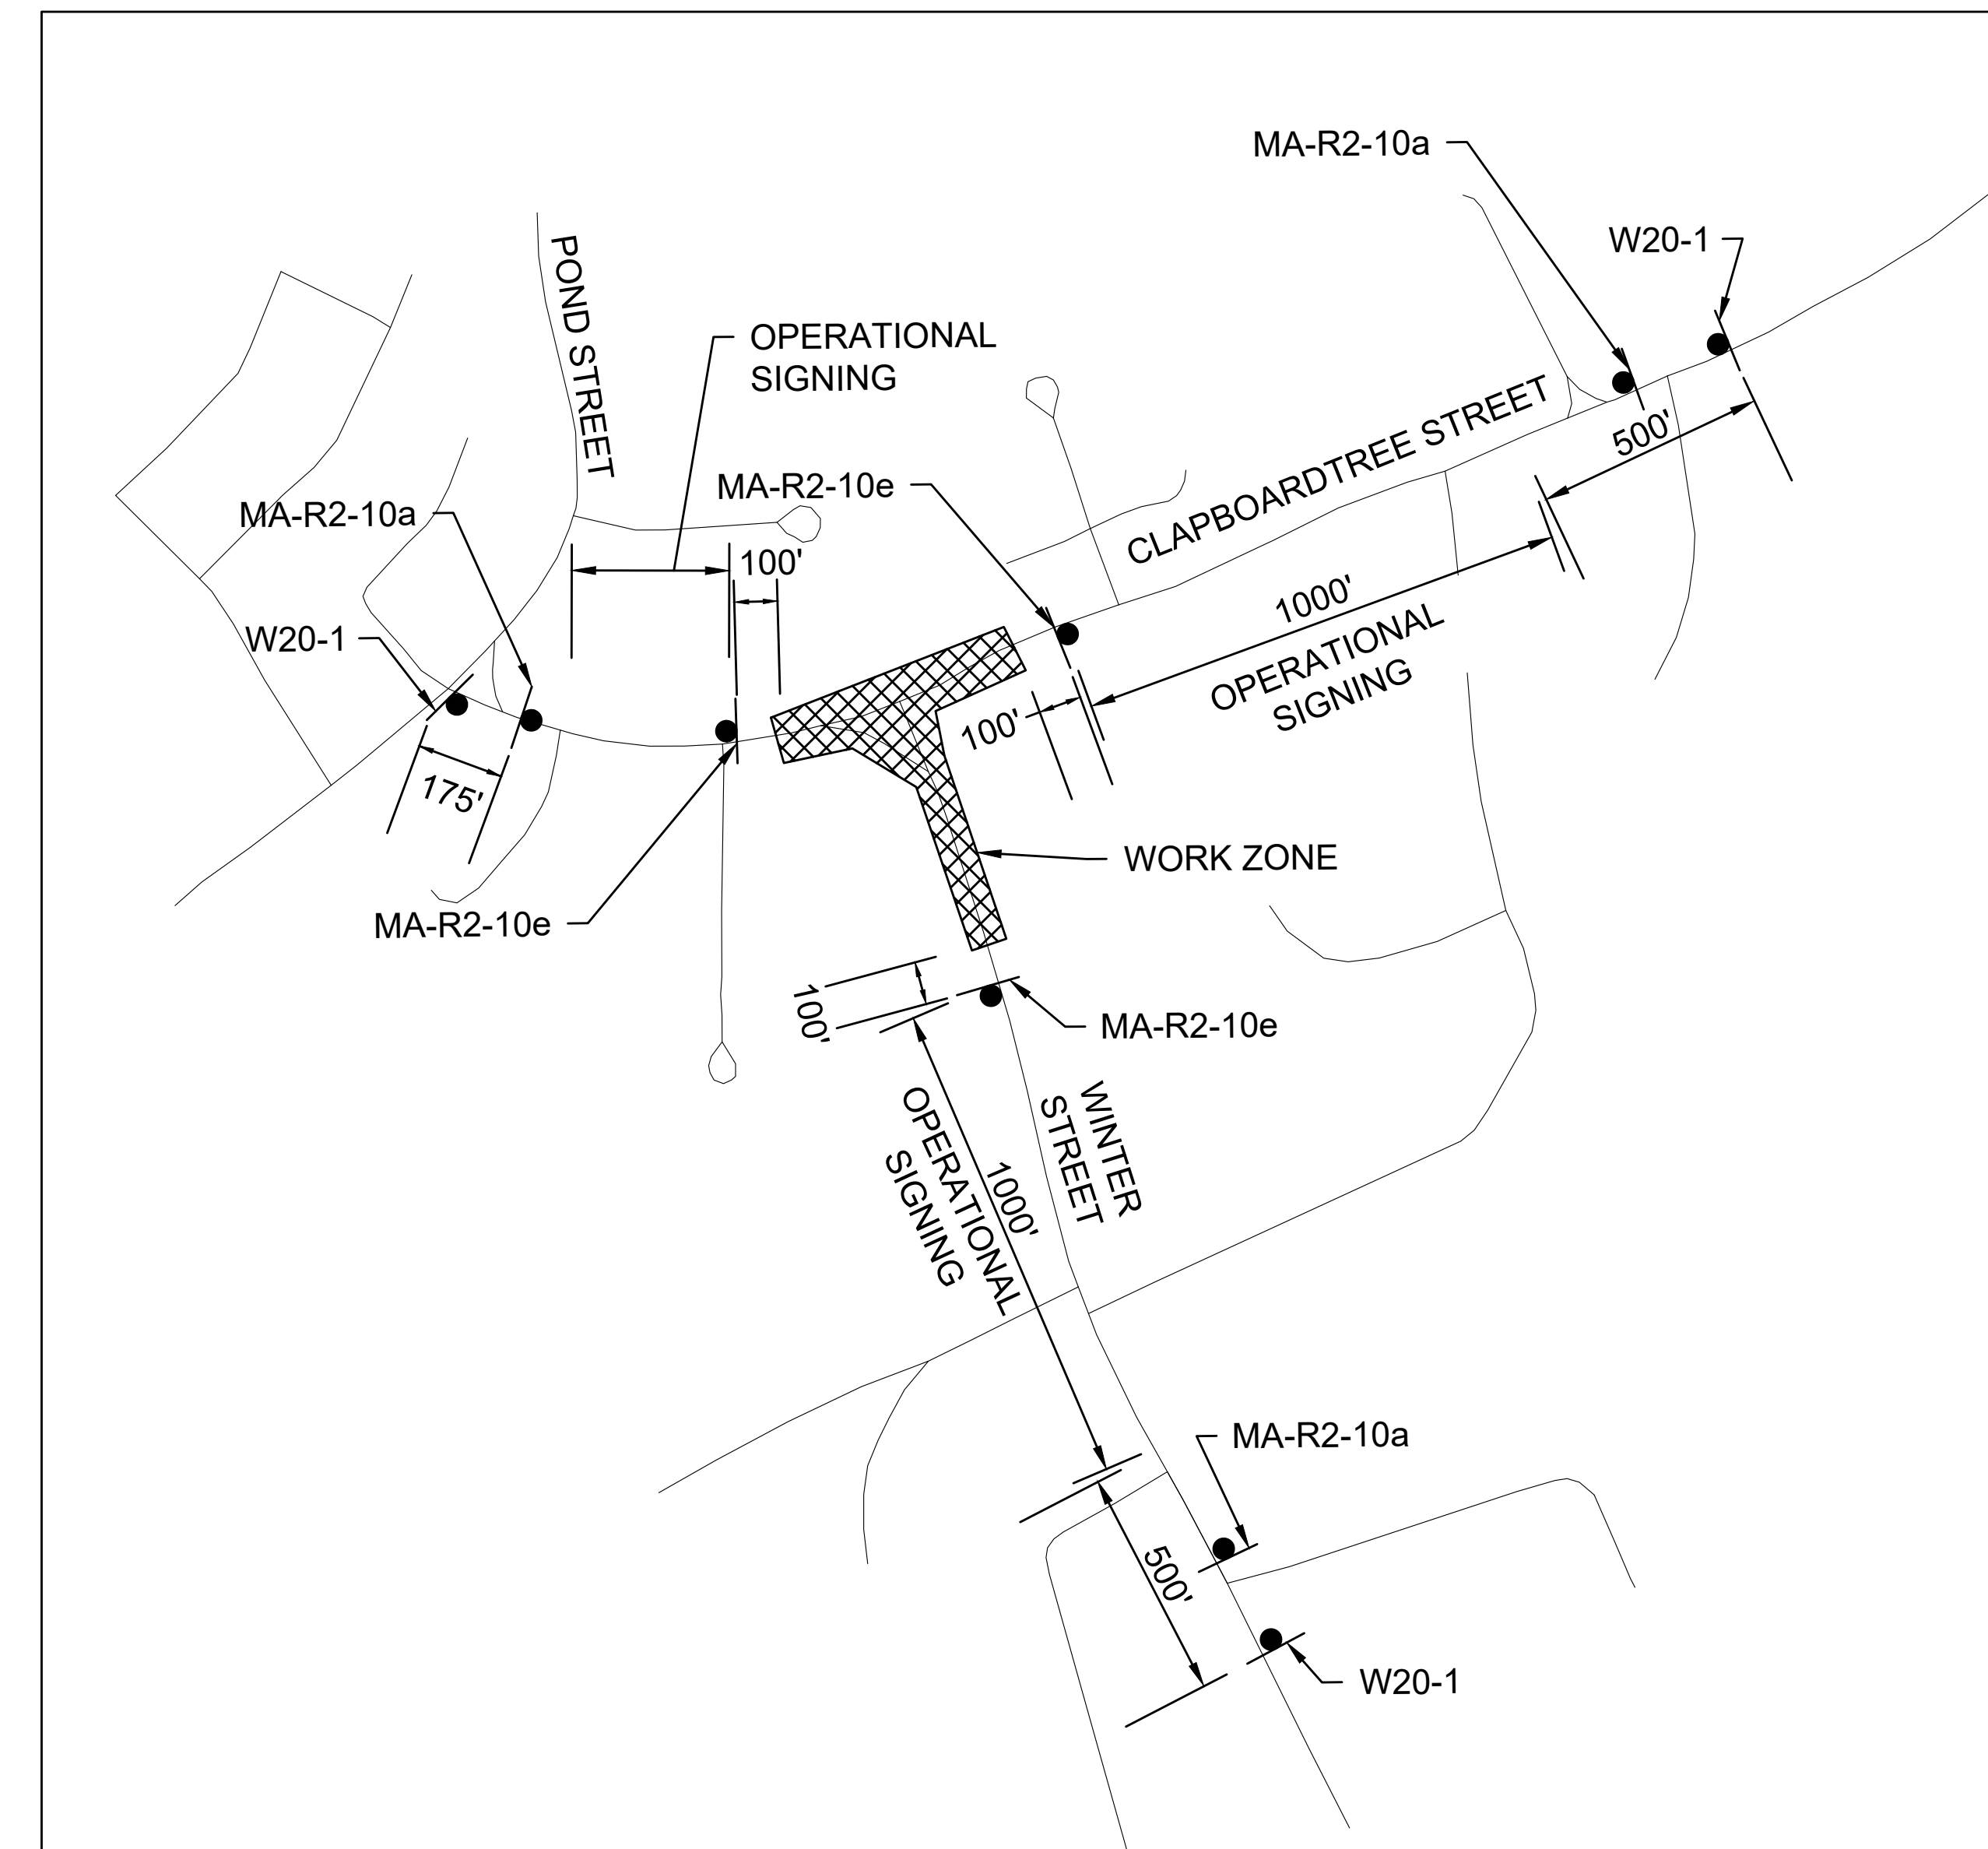 MA-R2-10a
W20-1
POND STREET
OPERATIONAL
SIGNING
CLAPBOARDTREE STREET
500'
MA-R2-10e
MA-R2-10a
100'
1000'
OPERATIONAL
SIGNING
W20-1
100'
175'
WORK ZONE
MA-R2-10e
100'
MA-R2-10e
WINTER
STREET
1000'
OPERATIONAL
SIGNING
MA-R2-10a
500'
W20-1